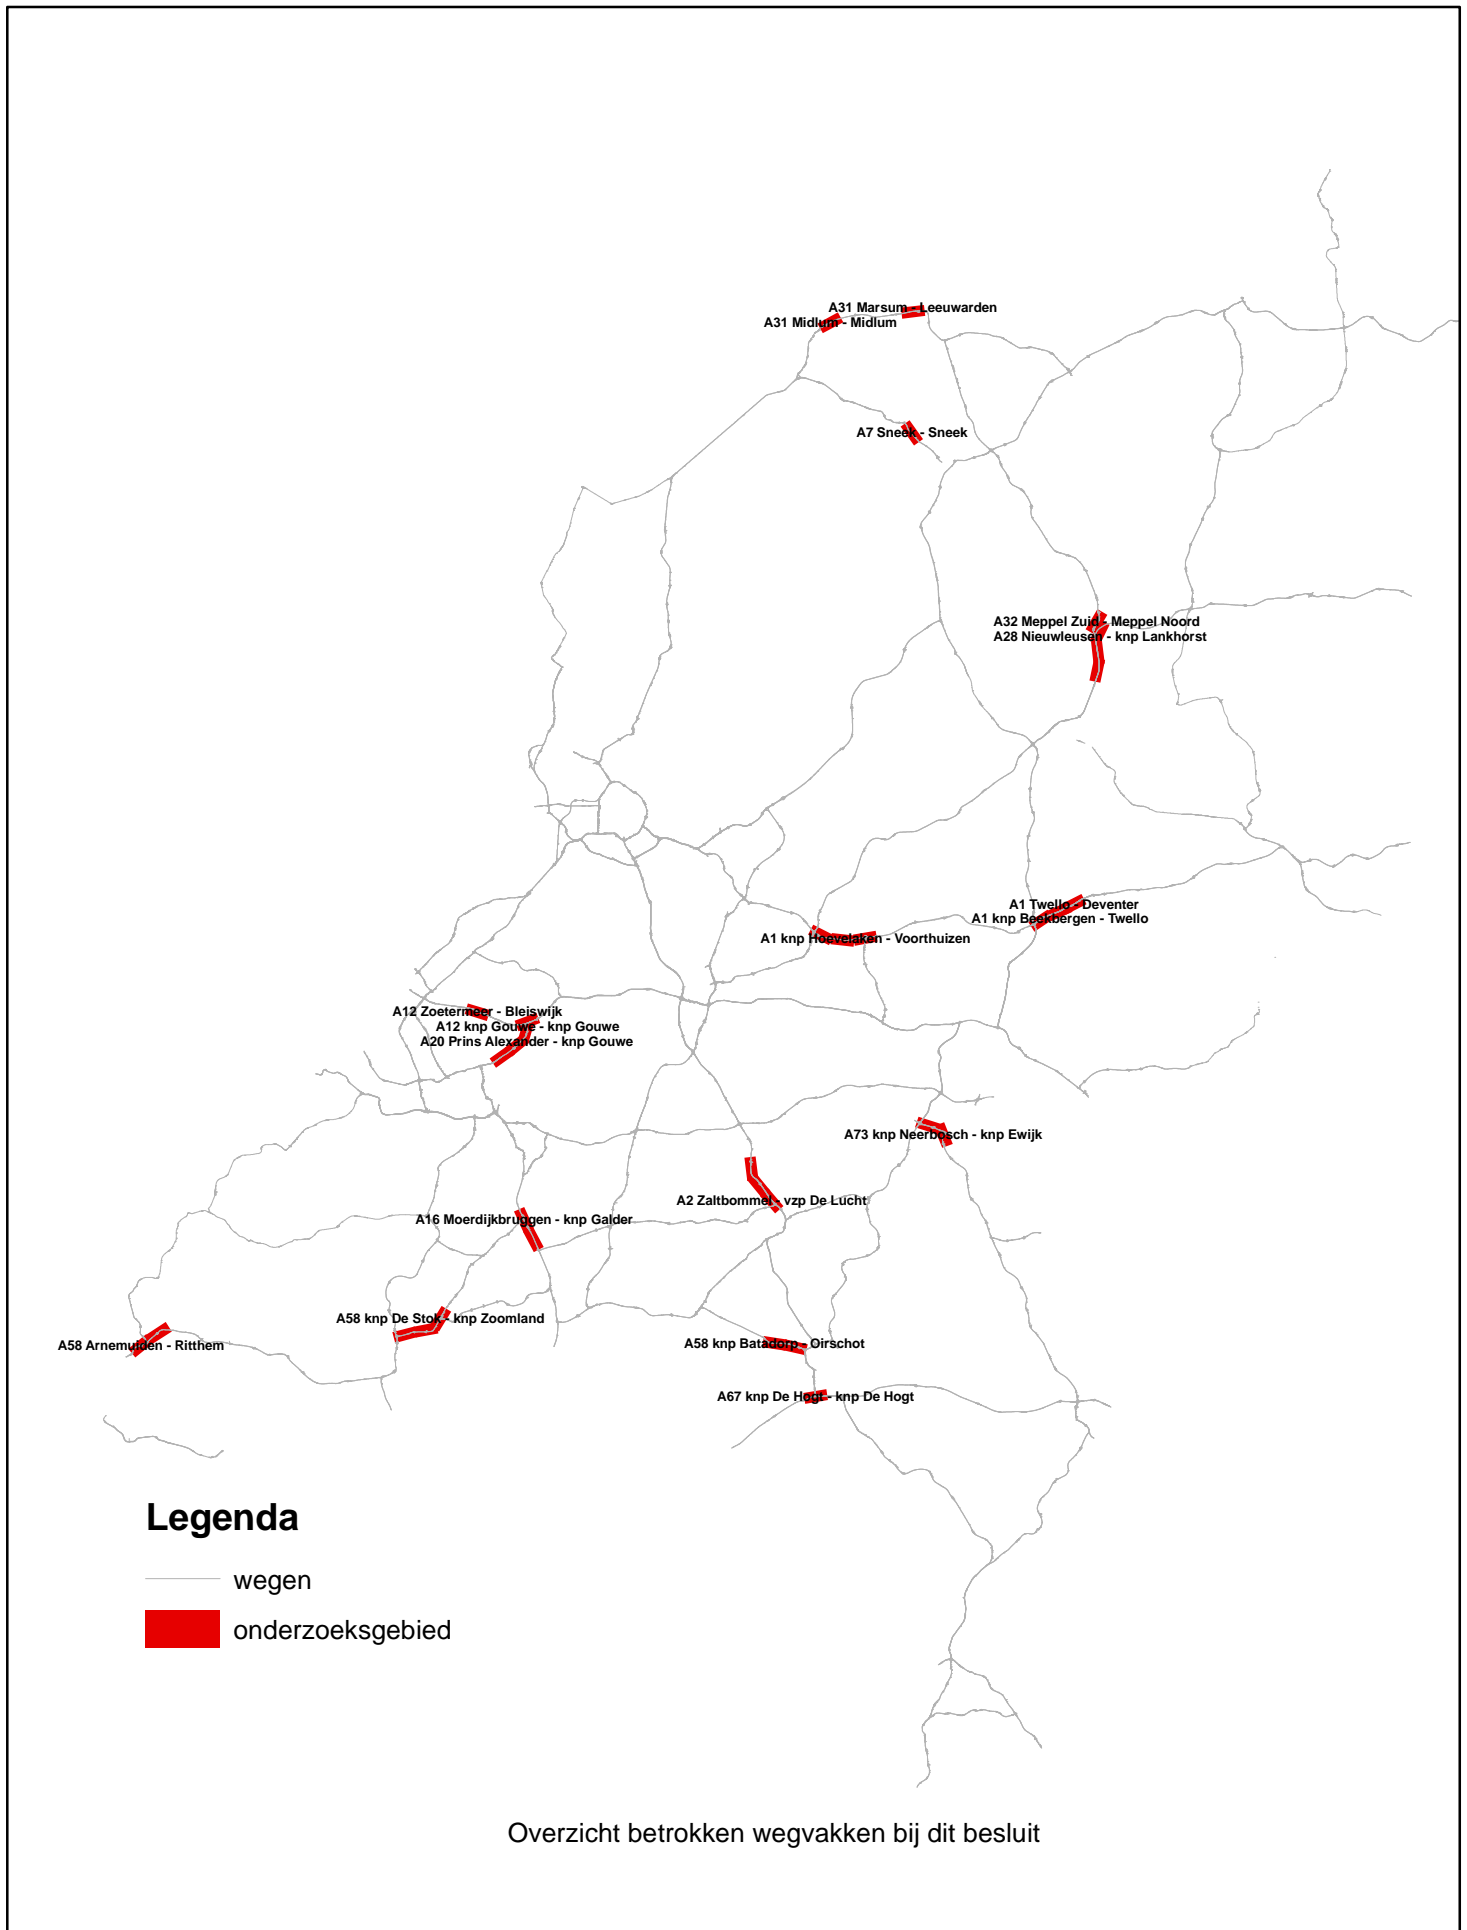 A31 Marsum - Leeuwarden
A31 Midlum - Midlum
A7 Sneek - Sneek
A32 Meppel Zuid - Meppel Noord
A28 Nieuwleusen - knp Lankhorst
A1 Twello - Deventer
A1 knp Beekbergen - Twello
A1 knp Hoevelaken - Voorthuizen
A12 Zoetermeer - Bleiswijk
A12 knp Gouwe - knp Gouwe
A20 Prins Alexander - knp Gouwe
A73 knp Neerbosch - knp Ewijk
A2 Zaltbommel - vzp De Lucht
A16 Moerdijkbruggen - knp Galder
A58 knp De Stok - knp Zoomland
A58 Arnemuiden - Ritthem
A58 knp Batadorp - Oirschot
A67 knp De Hogt - knp De Hogt
Legenda
wegen
onderzoeksgebied
Overzicht betrokken wegvakken bij dit besluit